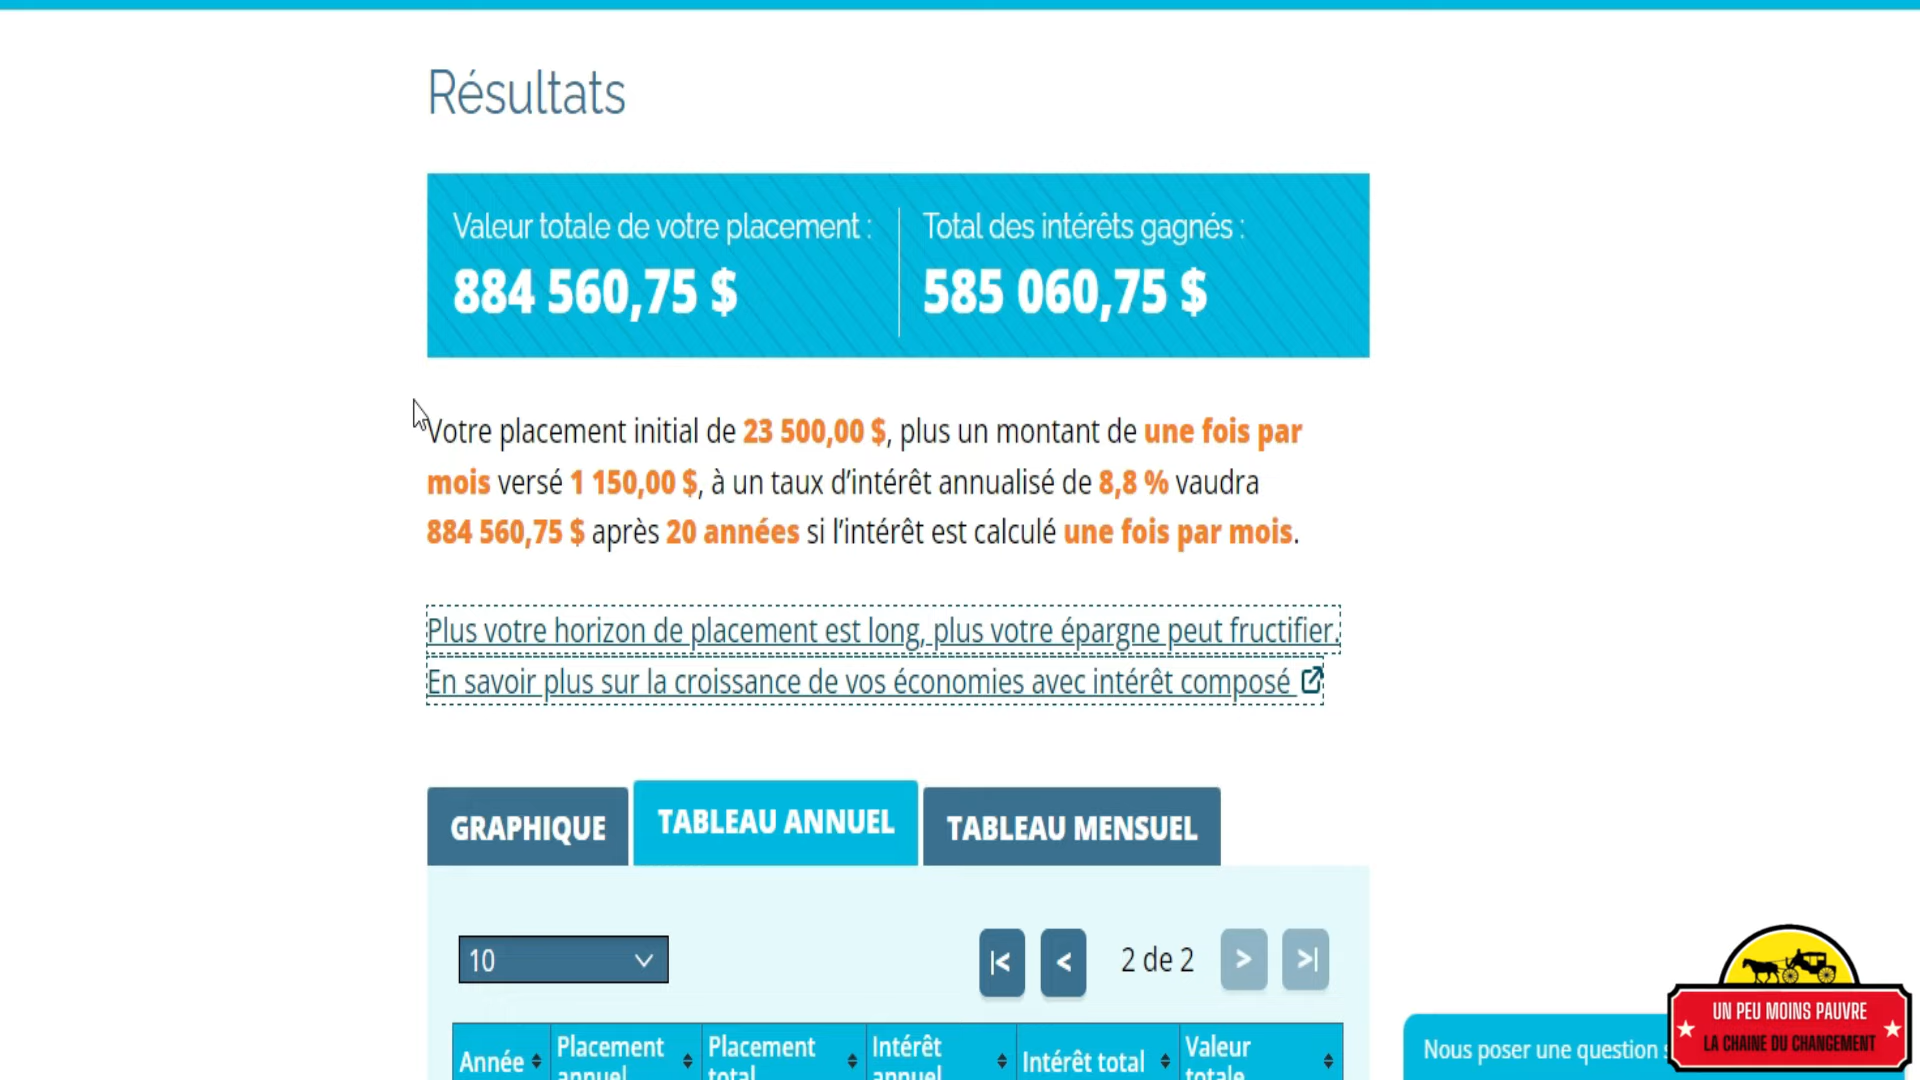 Résultats
Valeur totale de votre placement :
884 560,75 $
Total des intérêts gagnés :
585 060,75 $
Votre placement initial de 23 500,00 $, plus un montant de une fois par
mois versé 1 150,00 $, à un taux d’intérêt annualisé de 8,8 % vaudra
884 560,75 $ après 20 années si l’intérêt est calculé une fois par mois.
Plus votre horizon de placement est long, plus votre épargne peut fructifier.
En savoir plus sur la croissance de vos économies avec intérêt composé
GRAPHIQUE
TABLEAU ANNUEL
TABLEAU MENSUEL
10
|<
<
2 de 2
>
>|
Année
Placement
annuel
Placement
total
Intérêt
annuel
Intérêt total
Valeur
totale
Nous poser une question
UN PEU MOINS PAUVRE
LA CHAINE DU CHANGEMENT